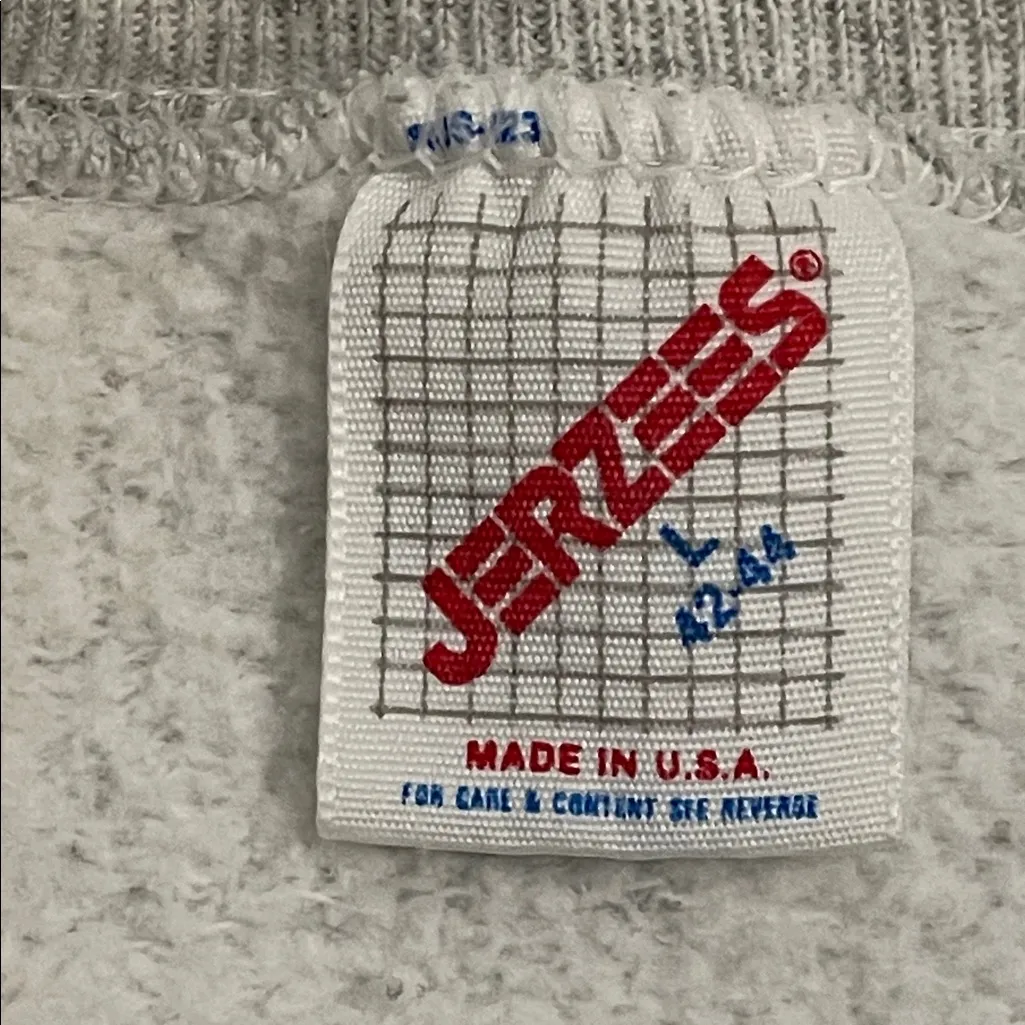 JERZEES®
L
42-44
MADE IN U.S.A.
FOR CARE & CONTENT SEE REVERSE